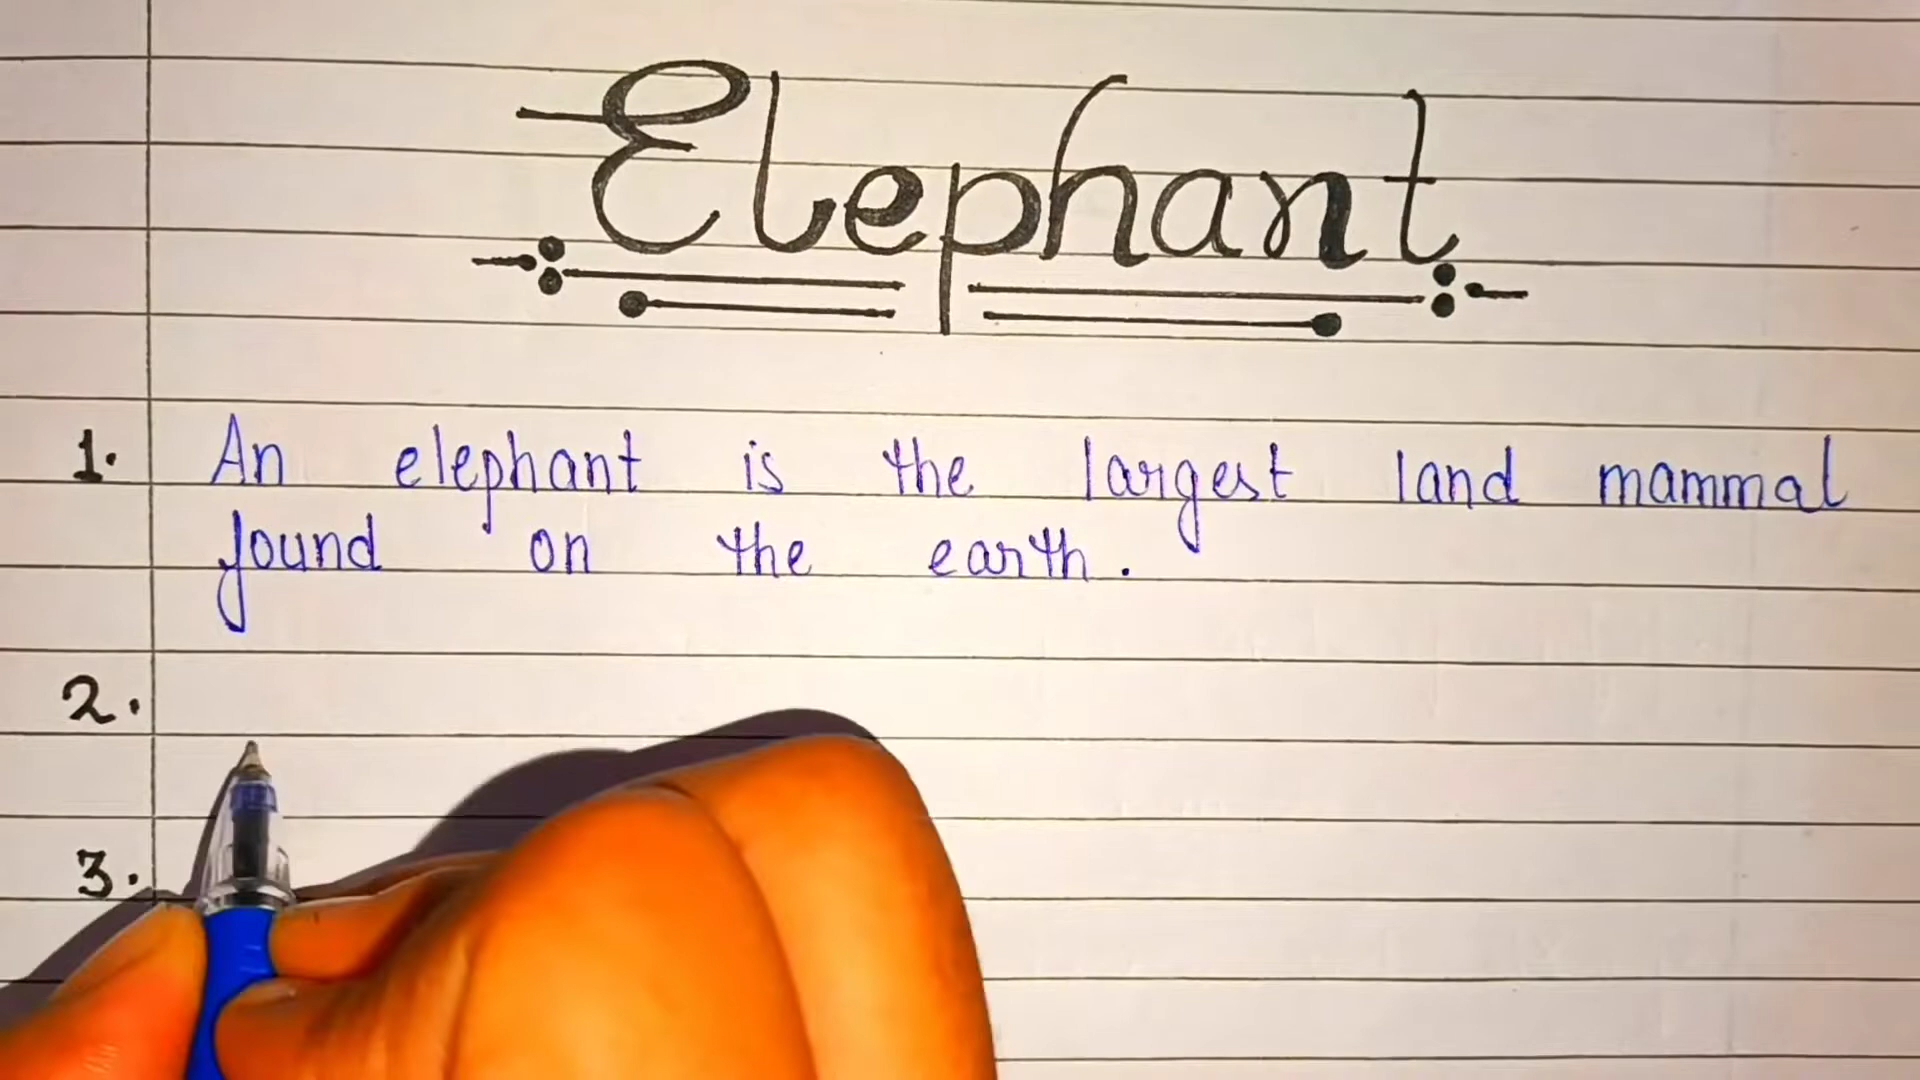 Elephant
1. An elephant is the largest land mammal
found on the earth.
2.
3.